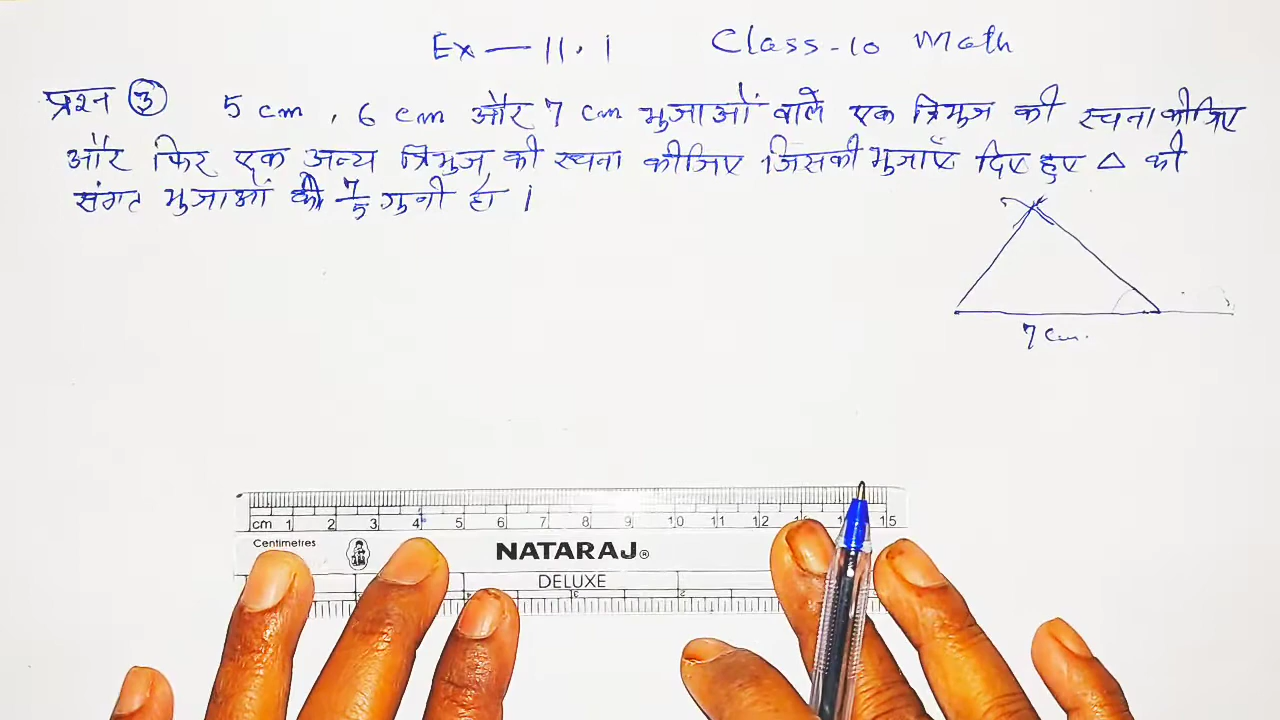 Ex — 11.1 Class-10 Math
प्रश्न ③ 5 cm, 6 cm और 7 cm भुजाओं वाले एक त्रिभुज की रचना कीजिए
और फिर एक अन्य त्रिभुज की रचना कीजिए जिसकी भुजाएँ दिए हुए △ की
संगत भुजाओं की 7/5 गुनी हों ।
7 cm.
cm 1 2 3 4 5 6 7 8 9 10 11 12 13 14 15
Centimetres
NATARAJ®
DELUXE